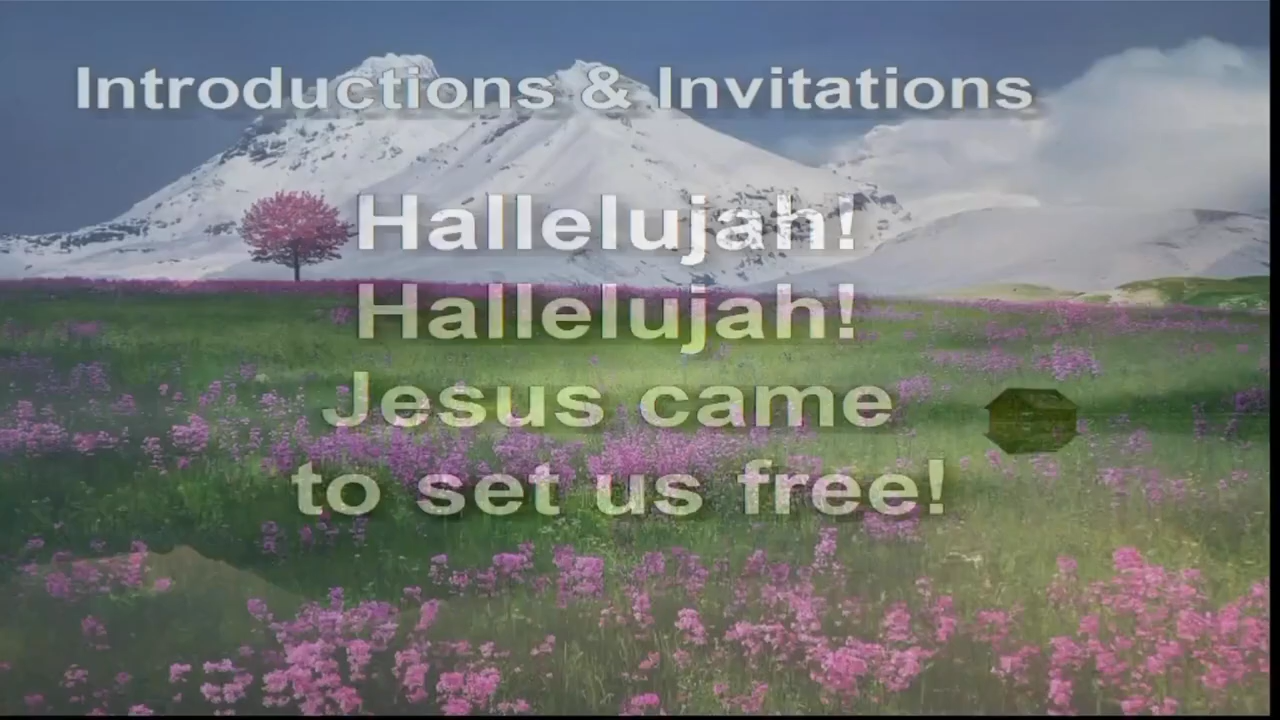 Introductions & Invitations
Hallelujah!
Hallelujah!
Jesus came
to set us free!